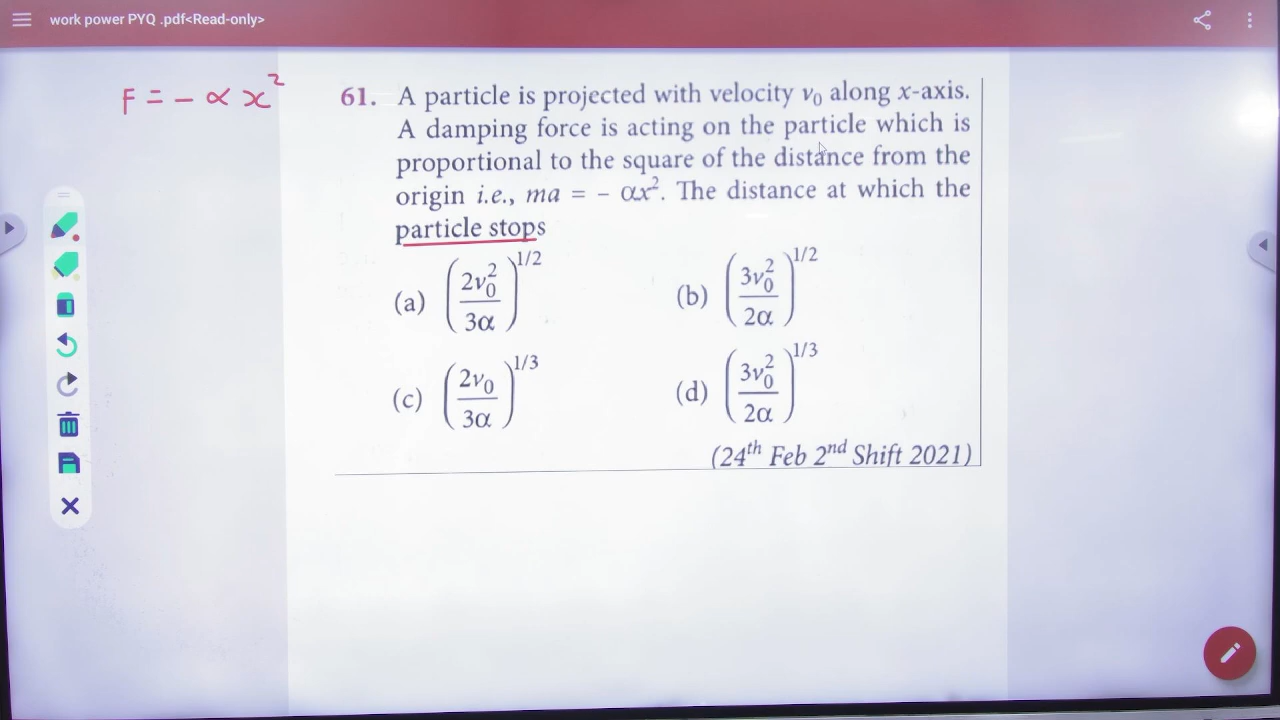 work power PYQ .pdf<Read-only>
F = - α x²
61. A particle is projected with velocity v₀ along x-axis.
A damping force is acting on the particle which is
proportional to the square of the distance from the
origin i.e., ma = – αx². The distance at which the
particle stops
(a) (2v₀²/3α)^1/2 (b) (3v₀²/2α)^1/2
(c) (2v₀/3α)^1/3 (d) (3v₀²/2α)^1/3
(24th Feb 2nd Shift 2021)